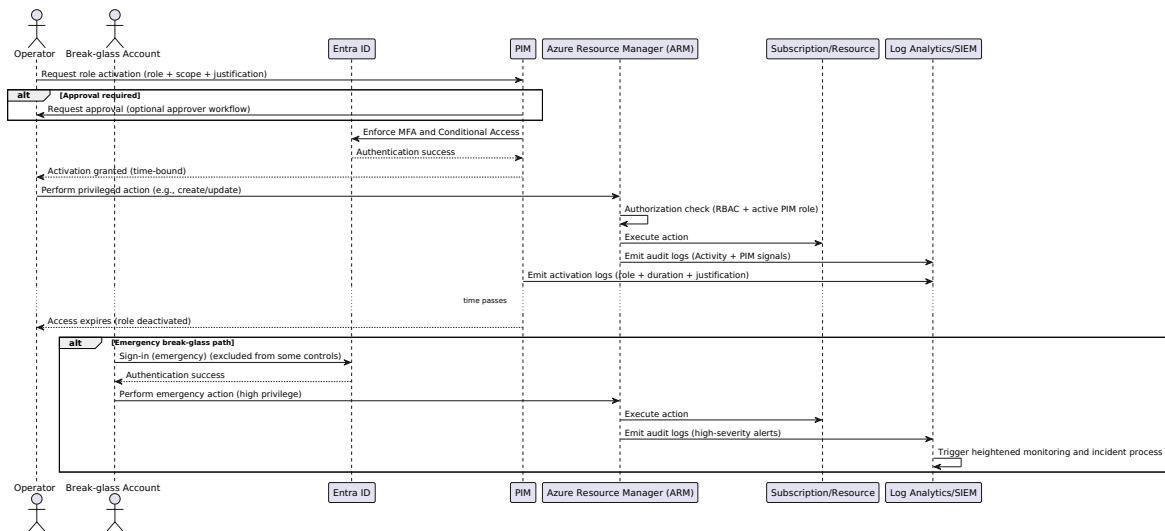 Operator
Break-glass Account
Entra ID
PIM
Azure Resource Manager (ARM)
Subscription/Resource
Log Analytics/SIEM
Request role activation (role + scope + justification)
alt
[Approval required]
Request approval (optional approver workflow)
Enforce MFA and Conditional Access
Authentication success
Activation granted (time-bound)
Perform privileged action (e.g., create/update)
Authorization check (RBAC + active PIM role)
Execute action
Emit audit logs (Activity + PIM signals)
Emit activation logs (role + duration + justification)
time passes
Access expires (role deactivated)
alt
[Emergency break-glass path]
Sign-in (emergency) (excluded from some controls)
Authentication success
Perform emergency action (high privilege)
Execute action
Emit audit logs (high-severity alerts)
Trigger heightened monitoring and incident process
Operator
Break-glass Account
Entra ID
PIM
Azure Resource Manager (ARM)
Subscription/Resource
Log Analytics/SIEM